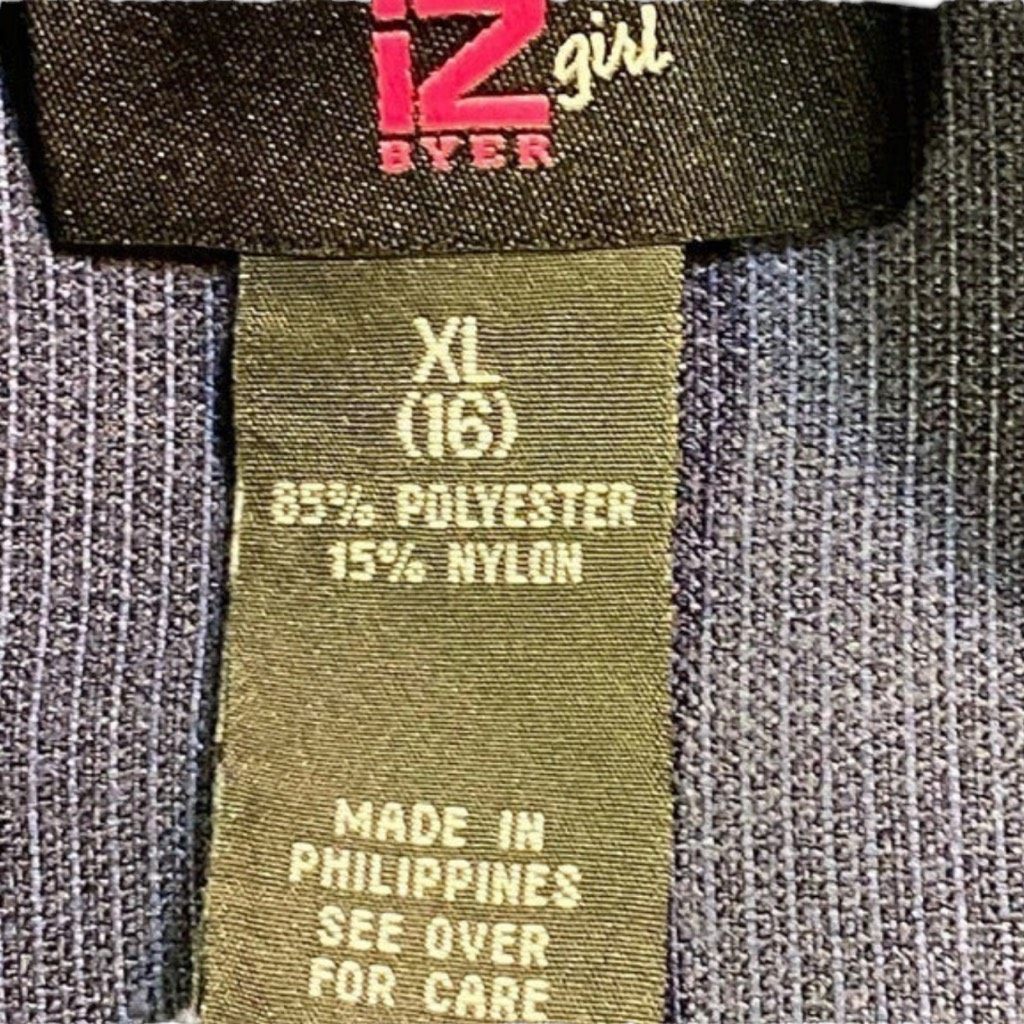 iZ girl
BYER
XL
(16)
85% POLYESTER
15% NYLON
MADE IN
PHILIPPINES
SEE OVER
FOR CARE